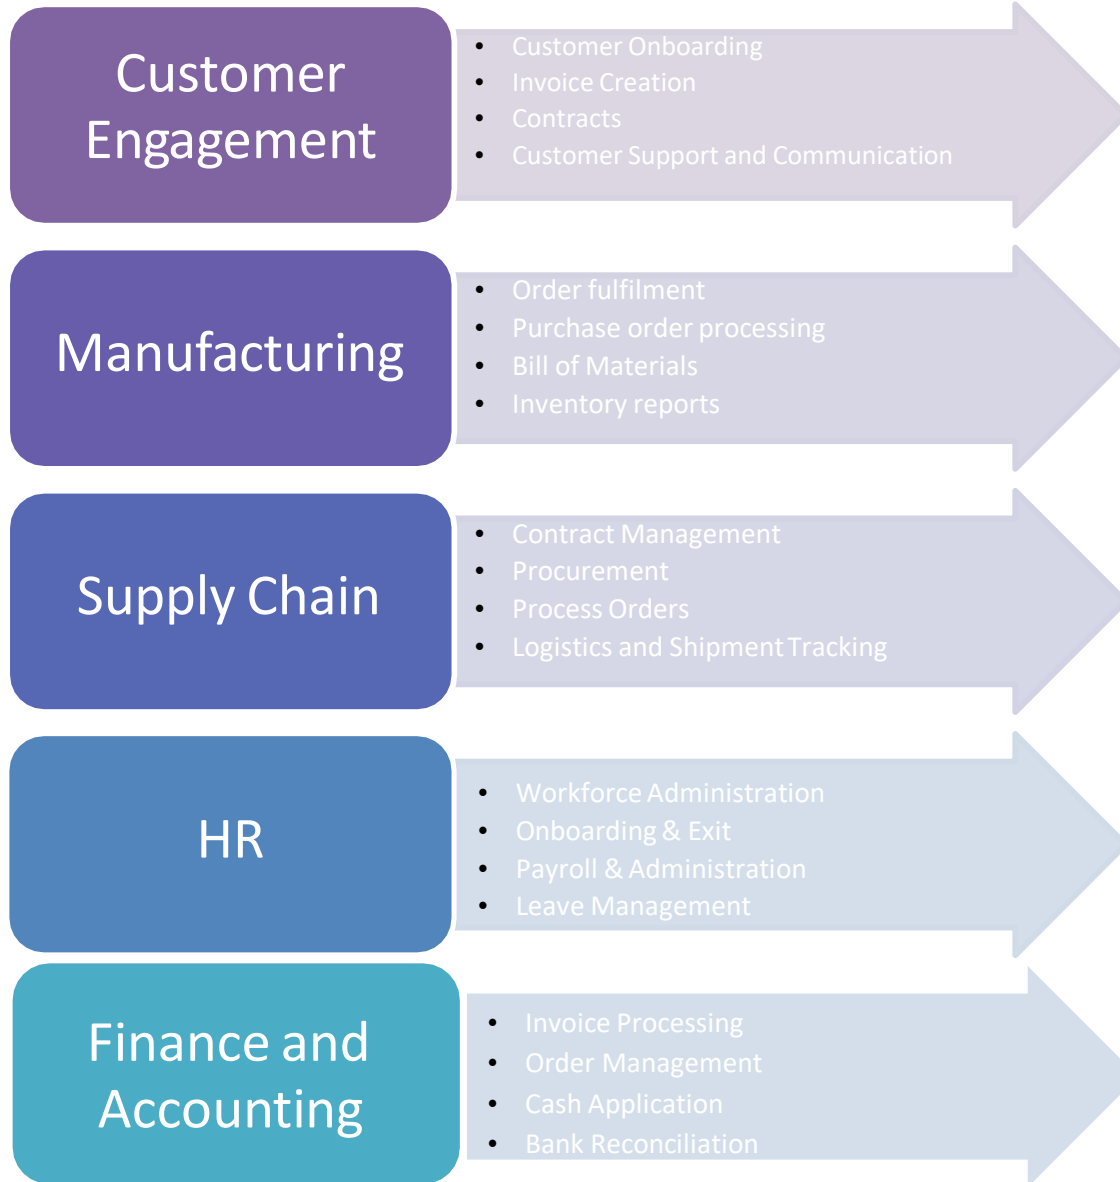 Customer
Engagement
• Customer Onboarding
• Invoice Creation
• Contracts
• Customer Support and Communication
Manufacturing
• Order fulfilment
• Purchase order processing
• Bill of Materials
• Inventory reports
Supply Chain
• Contract Management
• Procurement
• Process Orders
• Logistics and Shipment Tracking
HR
• Workforce Administration
• Onboarding & Exit
• Payroll & Administration
• Leave Management
Finance and
Accounting
• Invoice Processing
• Order Management
• Cash Application
• Bank Reconciliation